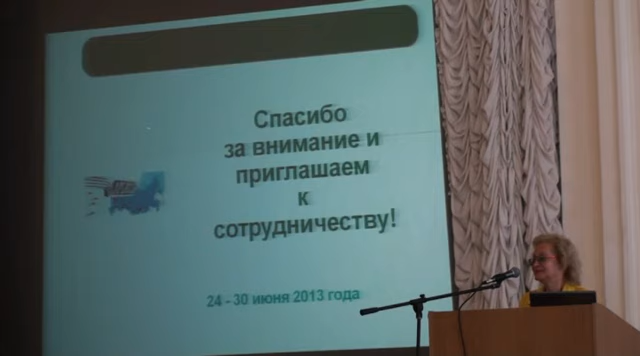 Спасибо
за внимание и
приглашаем
к
сотрудничеству!
24 - 30 июня 2013 года